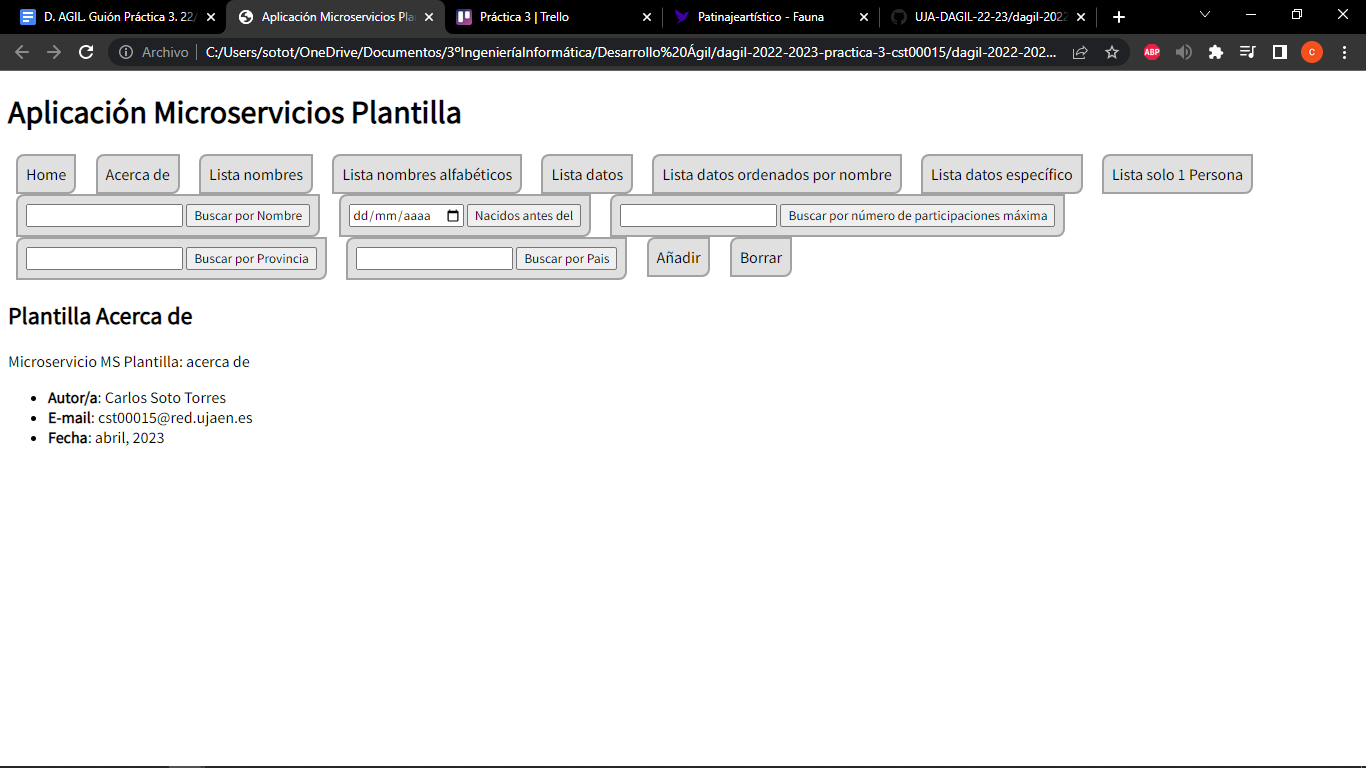 D. AGIL. Guión Práctica 3. 22/
Aplicación Microservicios Pla
Práctica 3 | Trello
Patinajeartístico - Fauna
UJA-DAGIL-22-23/dagil-2022
Archivo
C:/Users/sotot/OneDrive/Documentos/3ºIngenieríaInformática/Desarrollo%20Ágil/dagil-2022-2023-practica-3-cst00015/dagil-2022-202...
ABP
C
Aplicación Microservicios Plantilla
Home Acerca de Lista nombres Lista nombres alfabéticos Lista datos Lista datos ordenados por nombre Lista datos específico Lista solo 1 Persona
Buscar por Nombre dd/mm/aaaa Nacidos antes del Buscar por número de participaciones máxima
Buscar por Provincia Buscar por Pais Añadir Borrar
Plantilla Acerca de
Microservicio MS Plantilla: acerca de
Autor/a: Carlos Soto Torres
E-mail: cst00015@red.ujaen.es
Fecha: abril, 2023